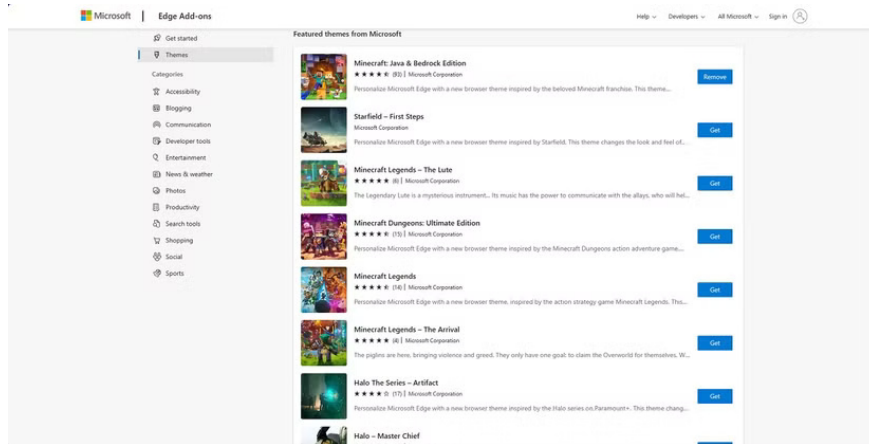 Microsoft | Edge Add-ons
Help
Developers
All Microsoft
Sign in
Get started
Themes
Categories
Accessibility
Blogging
Communication
Developer tools
Entertainment
News & weather
Photos
Productivity
Search tools
Shopping
Social
Sports
Featured themes from Microsoft
Minecraft: Java & Bedrock Edition
(93) | Microsoft Corporation
Personalize Microsoft Edge with a new browser theme inspired by the beloved Minecraft franchise. This theme...
Remove
Starfield – First Steps
Microsoft Corporation
Personalize Microsoft Edge with a new browser theme inspired by Starfield. This theme changes the look and feel of...
Get
Minecraft Legends – The Lute
(6) | Microsoft Corporation
The Legendary Lute is a mysterious instrument... Its music has the power to communicate with the allays, who will hel...
Get
Minecraft Dungeons: Ultimate Edition
(15) | Microsoft Corporation
Personalize Microsoft Edge with a new browser theme inspired by the Minecraft Dungeons action adventure game...
Get
Minecraft Legends
(14) | Microsoft Corporation
Personalize Microsoft Edge with a new browser theme, inspired by the action strategy game Minecraft Legends. This...
Get
Minecraft Legends – The Arrival
(4) | Microsoft Corporation
The piglins are here, bringing violence and greed. They only have one goal: to claim the Overworld for themselves. W...
Get
Halo The Series – Artifact
(17) | Microsoft Corporation
Personalize Microsoft Edge with a new browser theme inspired by the Halo series on Paramount+. This theme chang...
Get
Halo – Master Chief